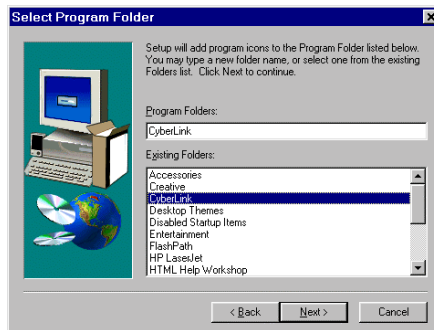 Select Program Folder
Setup will add program icons to the Program Folder listed below.
You may type a new folder name, or select one from the existing
Folders list. Click Next to continue.
Program Folders:
CyberLink
Existing Folders:
Accessories
Creative
CyberLink
Desktop Themes
Disabled Startup Items
Entertainment
FlashPath
HP LaserJet
HTML Help Workshop
< Back
Next >
Cancel